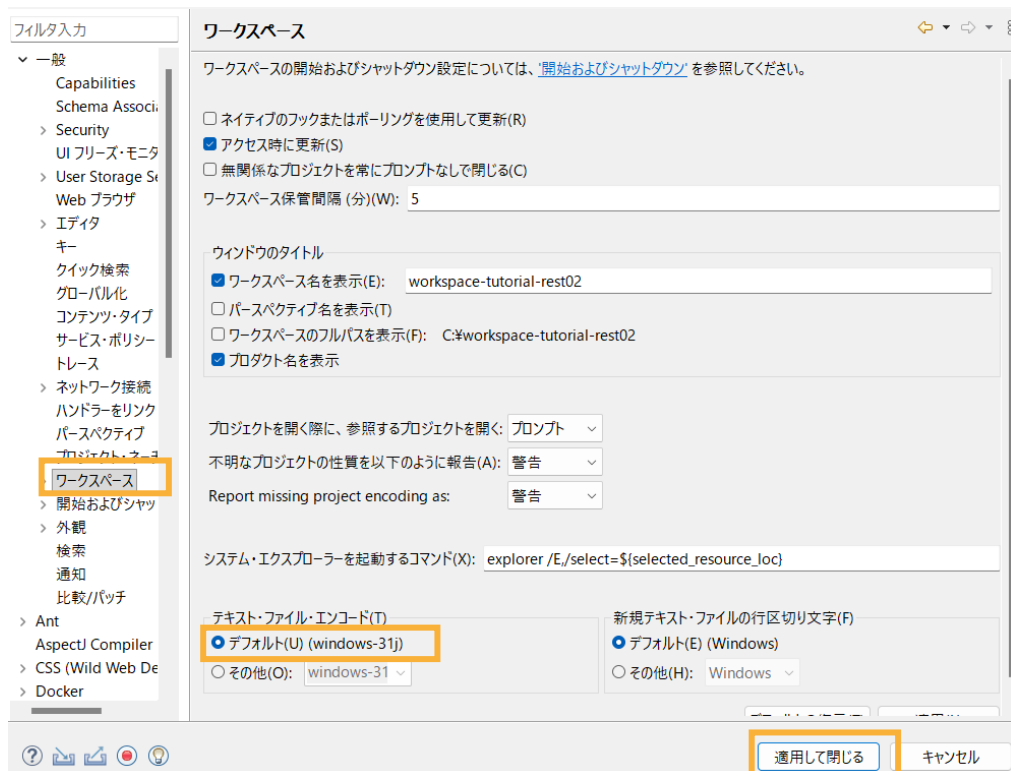 フィルタ入力
一般
Capabilities
Schema Associa
Security
UI フリーズ・モニタ
User Storage Se
Web ブラウザ
エディタ
キー
クイック検索
グローバル化
コンテンツ・タイプ
サービス・ポリシー
トレース
ネットワーク接続
ハンドラーをリンク
パースペクティブ
プロジェクト・ネーチ
ワークスペース
開始およびシャッ
外観
検索
通知
比較/パッチ
Ant
AspectJ Compiler
CSS (Wild Web De
Docker
ワークスペース
ワークスペースの開始およびシャットダウン設定については、'開始およびシャットダウン' を参照してください。
ネイティブのフックまたはポーリングを使用して更新(R)
アクセス時に更新(S)
無関係なプロジェクトを常にプロンプトなしで閉じる(C)
ワークスペース保管間隔 (分)(W): 5
ウィンドウのタイトル
ワークスペース名を表示(E): workspace-tutorial-rest02
パースペクティブ名を表示(T)
ワークスペースのフルパスを表示(F): C:¥workspace-tutorial-rest02
プロダクト名を表示
プロジェクトを開く際に、参照するプロジェクトを開く: プロンプト
不明なプロジェクトの性質を以下のように報告(A): 警告
Report missing project encoding as: 警告
システム・エクスプローラーを起動するコマンド(X): explorer /E,/select=${selected_resource_loc}
テキスト・ファイル・エンコード(T)
デフォルト(U) (windows-31j)
その他(O): windows-31
新規テキスト・ファイルの行区切り文字(F)
デフォルト(E) (Windows)
その他(H): Windows
適用して閉じる
キャンセル